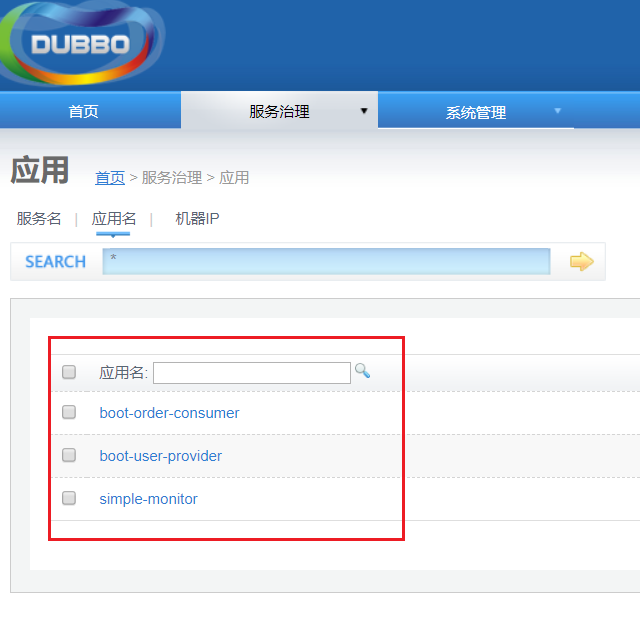 DUBBO
首页 服务治理 系统管理
应用 首页 > 服务治理 > 应用
服务名 | 应用名 | 机器IP
SEARCH *
应用名:
boot-order-consumer
boot-user-provider
simple-monitor